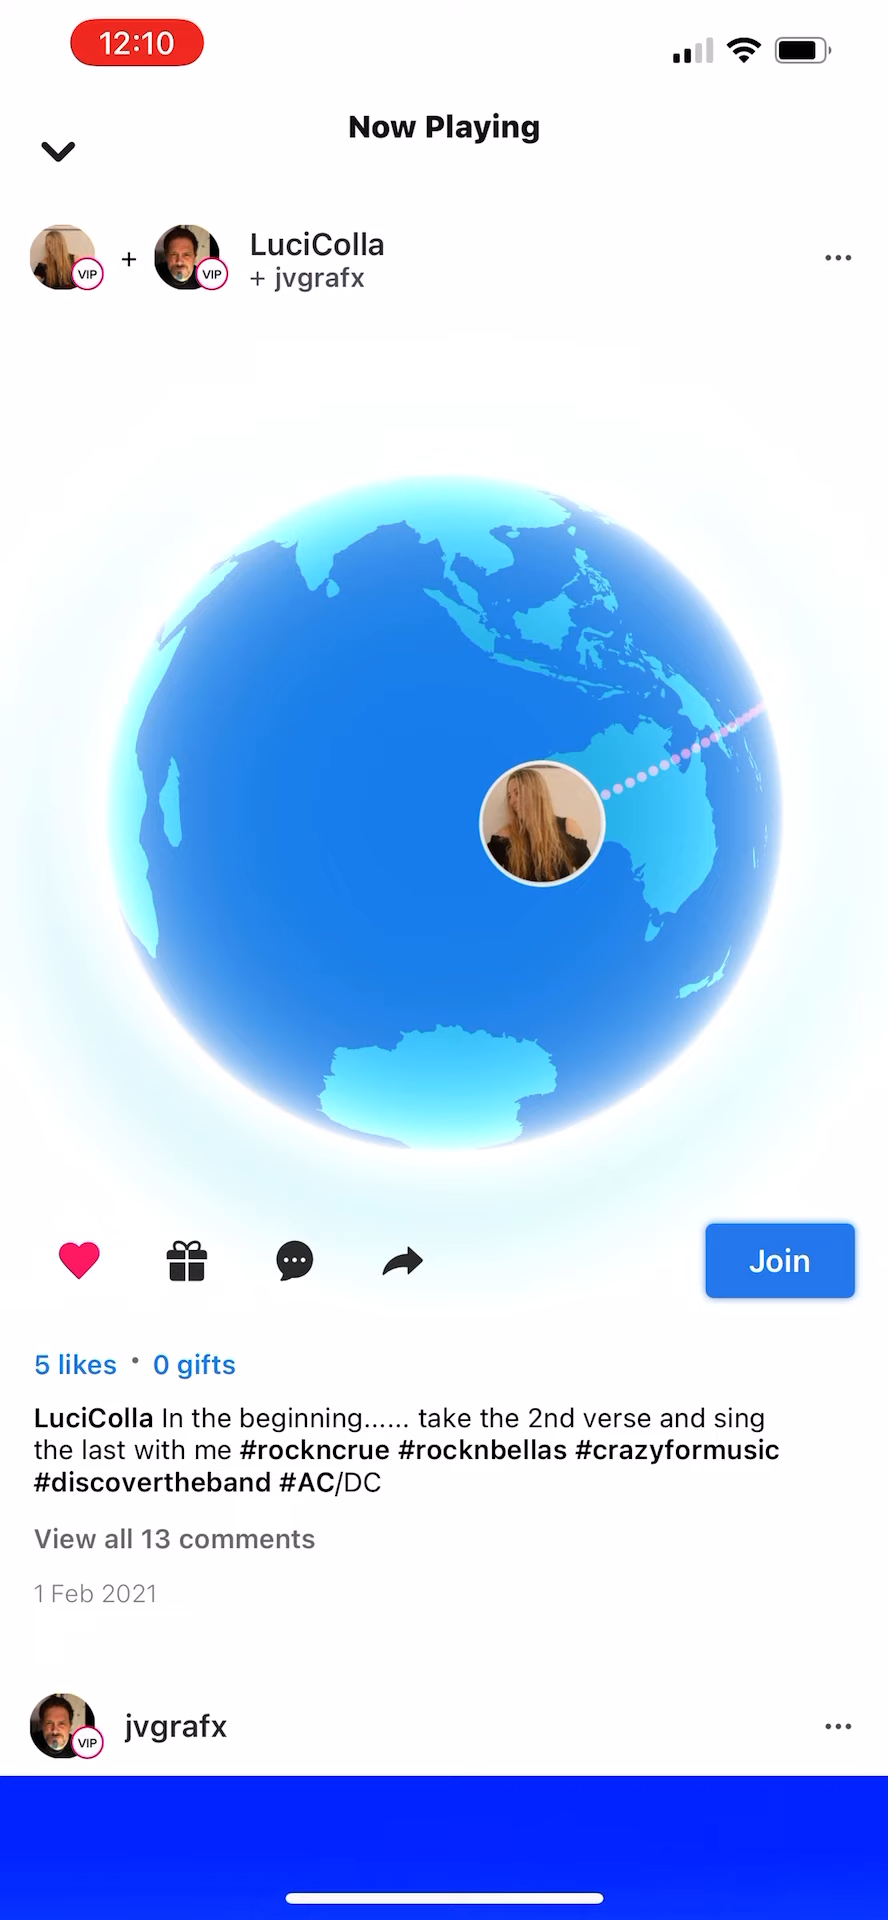 12:10
Now Playing
VIP
+
VIP
LuciColla
+ jvgrafx
Join
5 likes • 0 gifts
LuciColla In the beginning...... take the 2nd verse and sing
the last with me #rockncrue #rocknbellas #crazyformusic
#discovertheband #AC/DC
View all 13 comments
1 Feb 2021
VIP
jvgrafx